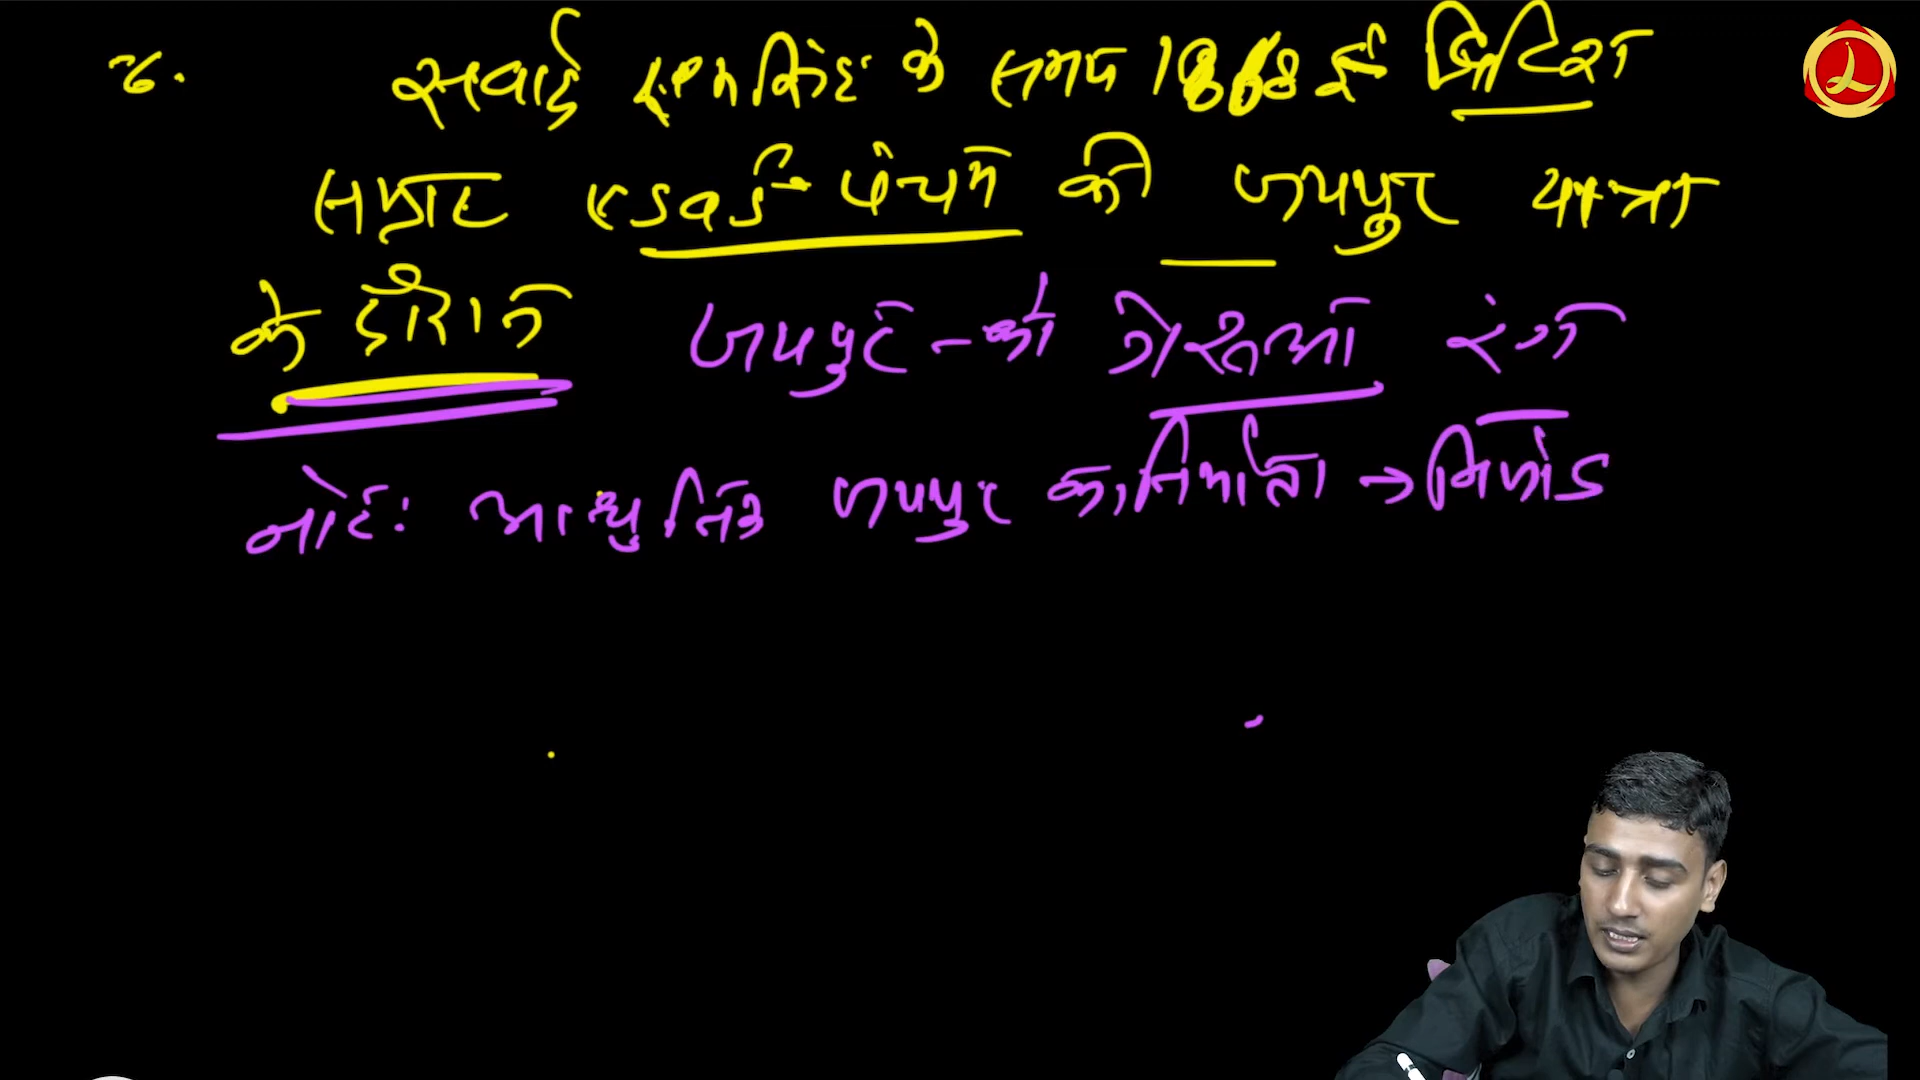 8. सवाई रामसिंह के समय 1868 ई ब्रिटिश
सम्राट एडवर्ड पंचम की जयपुर यात्रा
के दौरान जयपुर-को गेरूआ रंग
नोट: आधुनिक जयपुर का निर्माता → मिर्जा इ